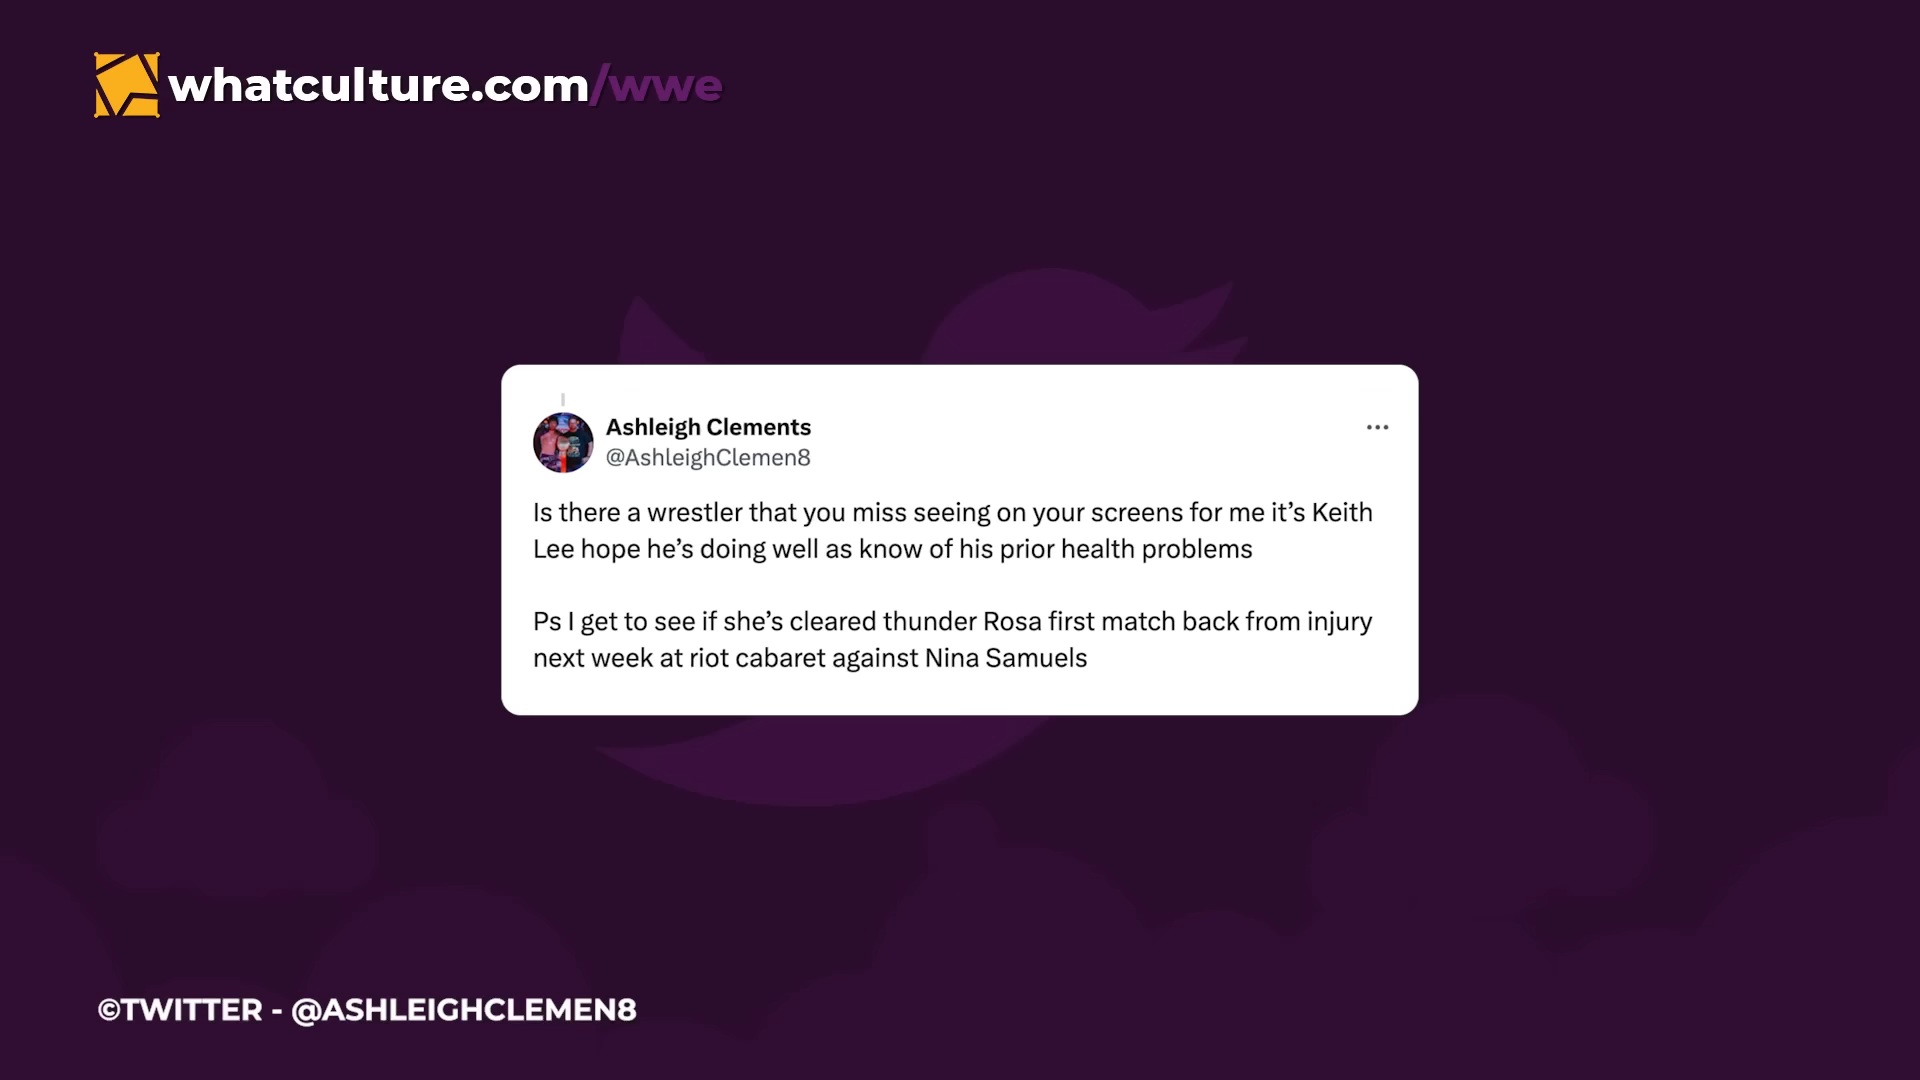 whatculture.com/wwe
Ashleigh Clements
@AshleighClemen8
Is there a wrestler that you miss seeing on your screens for me it’s Keith
Lee hope he’s doing well as know of his prior health problems
Ps I get to see if she’s cleared thunder Rosa first match back from injury
next week at riot cabaret against Nina Samuels
©TWITTER - @ASHLEIGHCLEMEN8